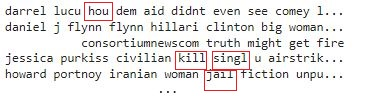 darrel lucu hou dem aid didnt even see comey l...
daniel j flynn flynn hillari clinton big woman...
consortiumnewscom truth might get fire
jessica purkiss civilian kill singl u airstrik...
howard portnoy iranian woman jail fiction unpu...
...